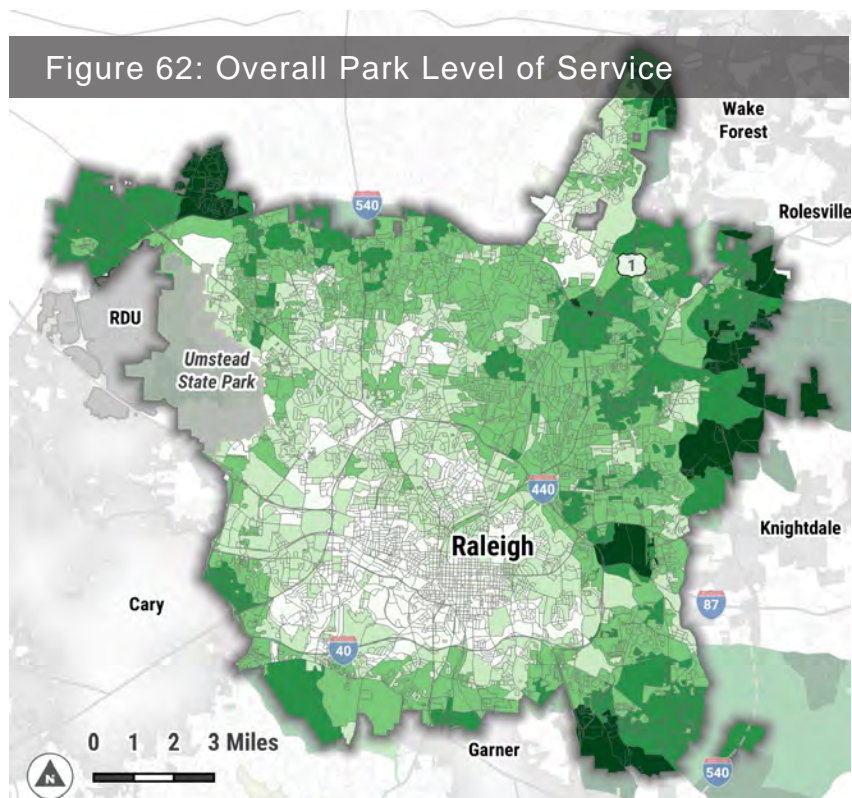 Figure 62: Overall Park Level of Service
Wake
Forest
540
Rolesville
1
RDU
Umstead
State Park
440
Raleigh
Knightdale
87
Cary
40
0 1 2 3 Miles
Garner
540
N